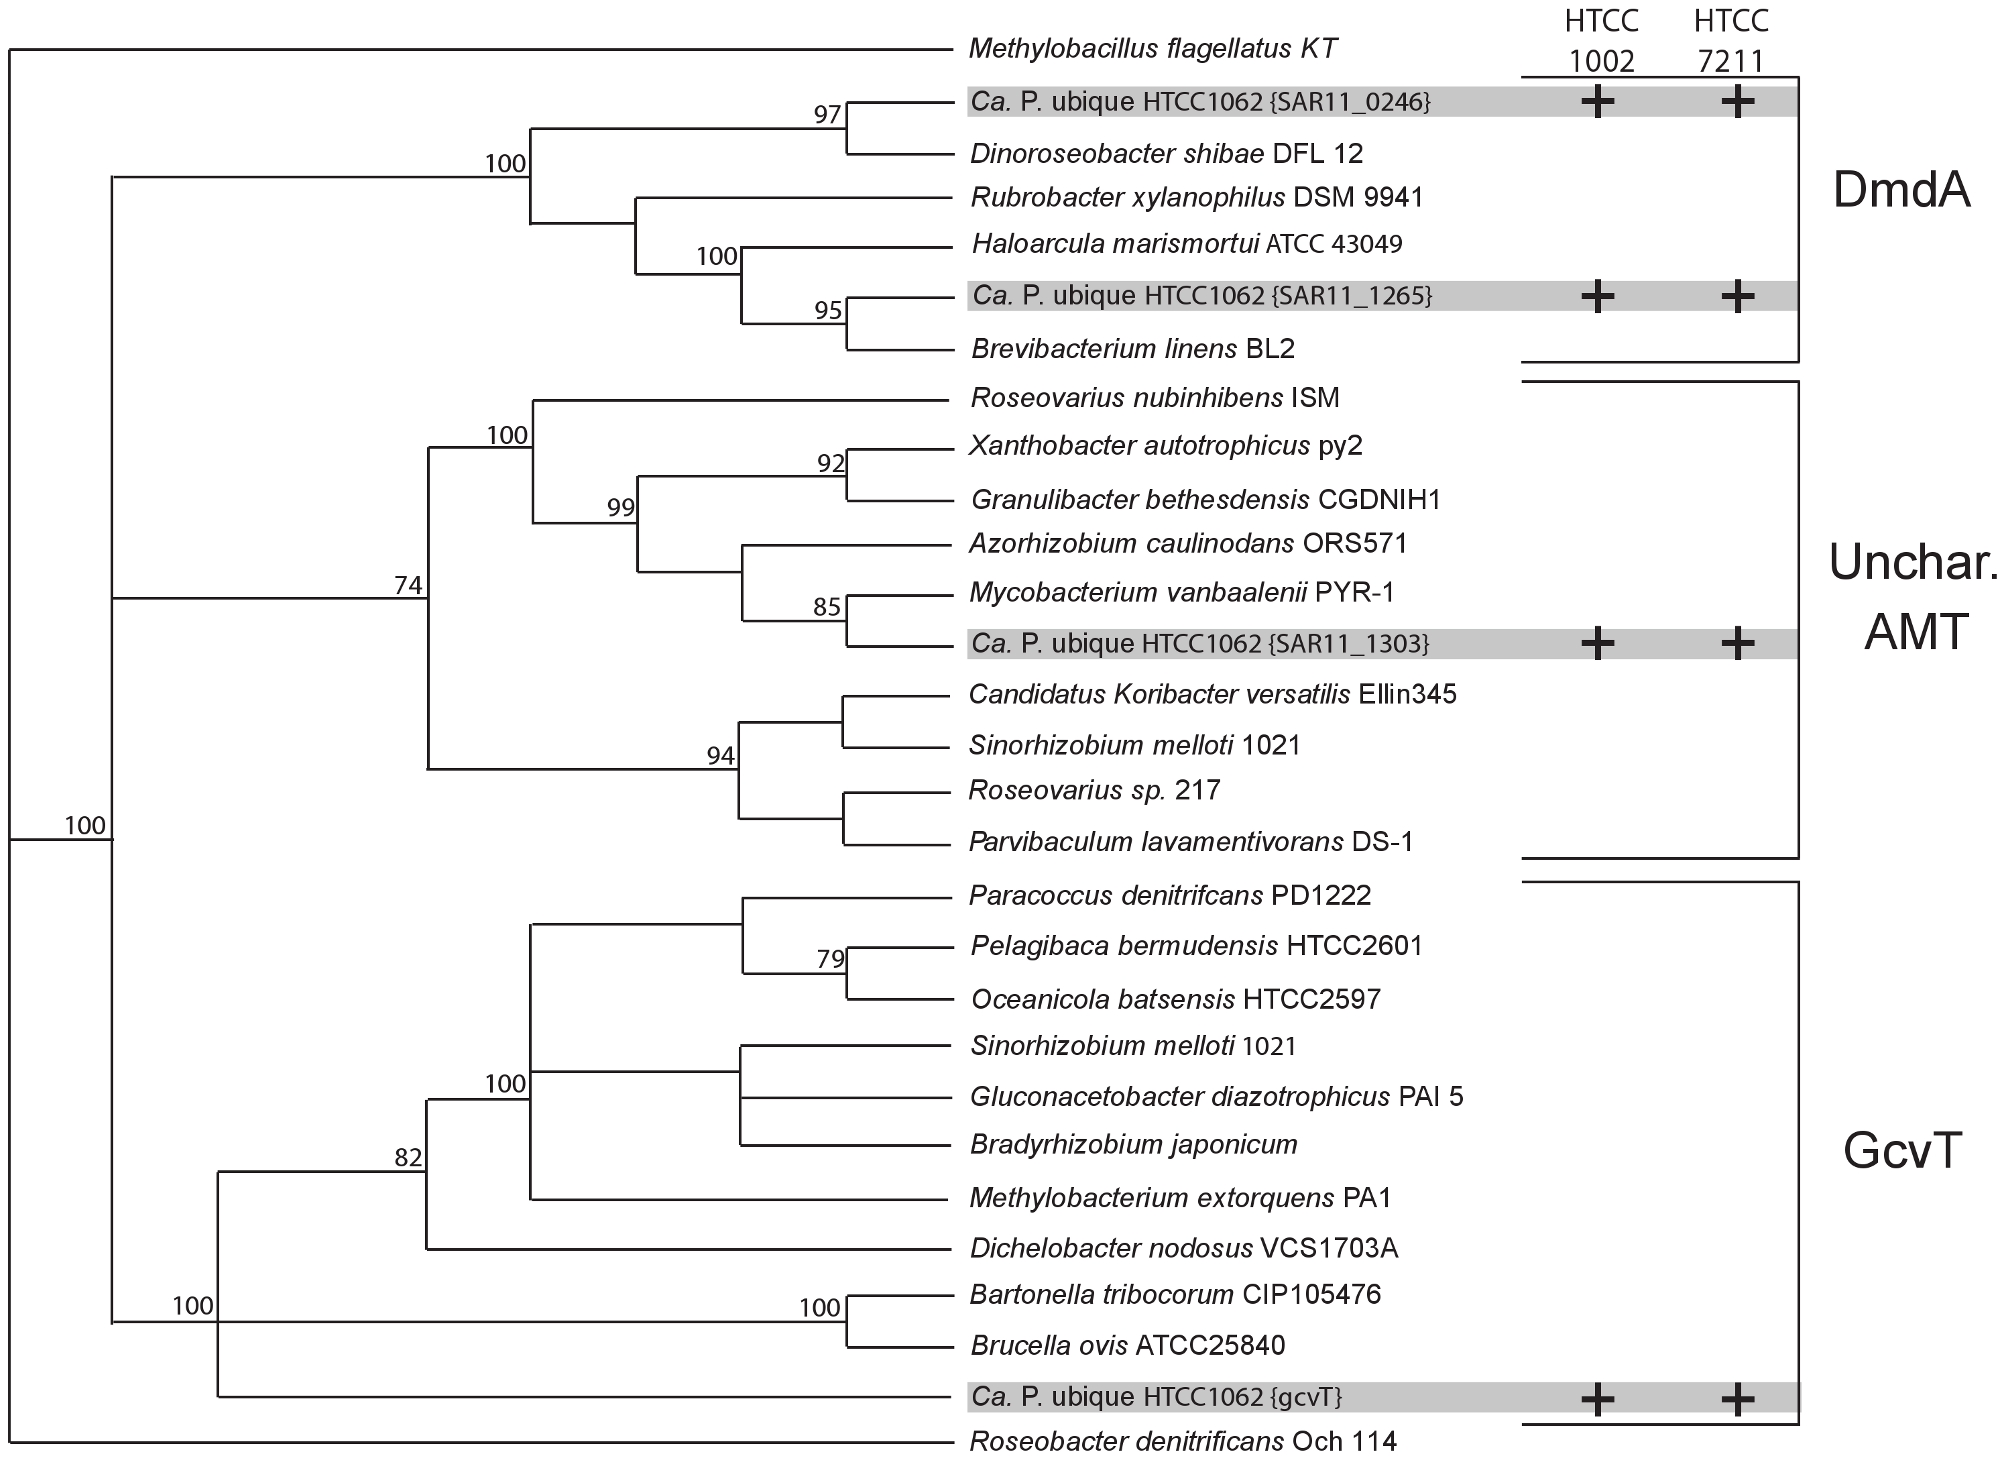 HTCC HTCC
1002 7211
Methylobacillus flagellatus KT
97
Ca. P. ubique HTCC1062 {SAR11_0246} + +
Dinoroseobacter shibae DFL 12
100
DmdA
Rubrobacter xylanophilus DSM 9941
Haloarcula marismortui ATCC 43049
100
Ca. P. ubique HTCC1062 {SAR11_1265} + +
95
Brevibacterium linens BL2
Roseovarius nubinhibens ISM
100
Xanthobacter autotrophicus py2
92
Granulibacter bethesdensis CGDNIH1
99
Azorhizobium caulinodans ORS571
Unchar.
AMT
74
Mycobacterium vanbaalenii PYR-1
85
Ca. P. ubique HTCC1062 {SAR11_1303} + +
Candidatus Koribacter versatilis Ellin345
Sinorhizobium melloti 1021
94
Roseovarius sp. 217
100
Parvibaculum lavamentivorans DS-1
Paracoccus denitrifcans PD1222
Pelagibaca bermudensis HTCC2601
79
Oceanicola batsensis HTCC2597
Sinorhizobium melloti 1021
100
Gluconacetobacter diazotrophicus PAI 5
Bradyrhizobium japonicum
GcvT
82
Methylobacterium extorquens PA1
Dichelobacter nodosus VCS1703A
Bartonella tribocorum CIP105476
100 100
Brucella ovis ATCC25840
Ca. P. ubique HTCC1062 {gcvT} + +
Roseobacter denitrificans Och 114